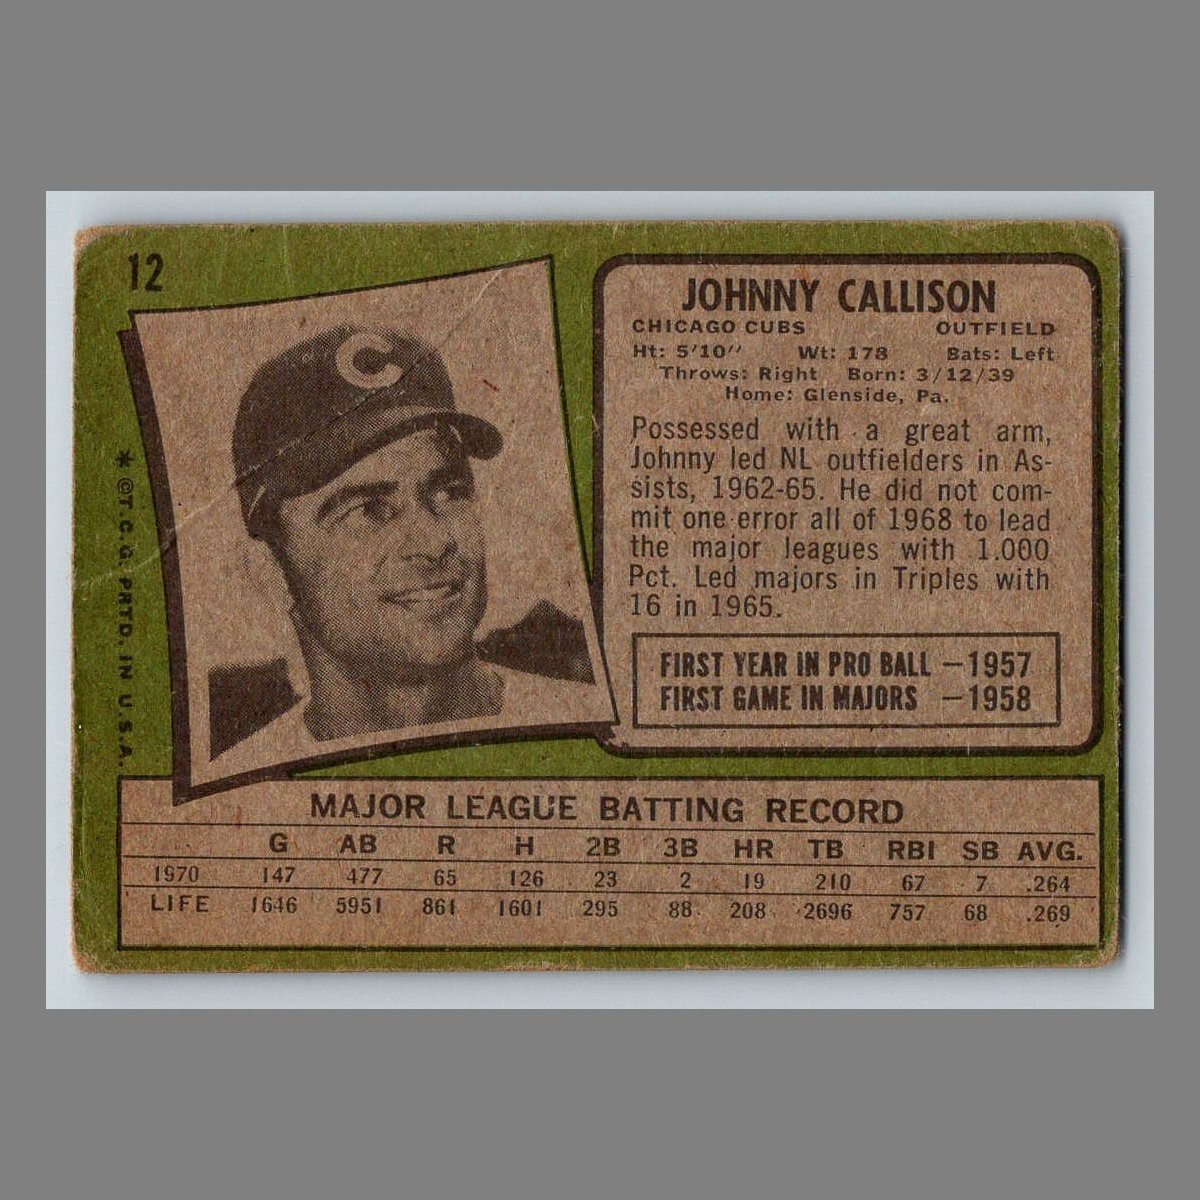 12
C
* ©T.C.G. PRTD. IN U.S.A.
JOHNNY CALLISON
CHICAGO CUBS OUTFIELD
Ht: 5'10" Wt: 178 Bats: Left
Throws: Right Born: 3/12/39
Home: Glenside, Pa.
Possessed with a great arm,
Johnny led NL outfielders in As-
sists, 1962-65. He did not com-
mit one error all of 1968 to lead
the major leagues with 1.000
Pct. Led majors in Triples with
16 in 1965.
FIRST YEAR IN PRO BALL —1957
FIRST GAME IN MAJORS —1958
MAJOR LEAGUE BATTING RECORD
G AB R H 2B 3B HR TB RBI SB AVG.
1970 147 477 65 126 23 2 19 210 67 7 .264
LIFE 1646 5951 861 1601 295 88 208 2696 757 68 .269